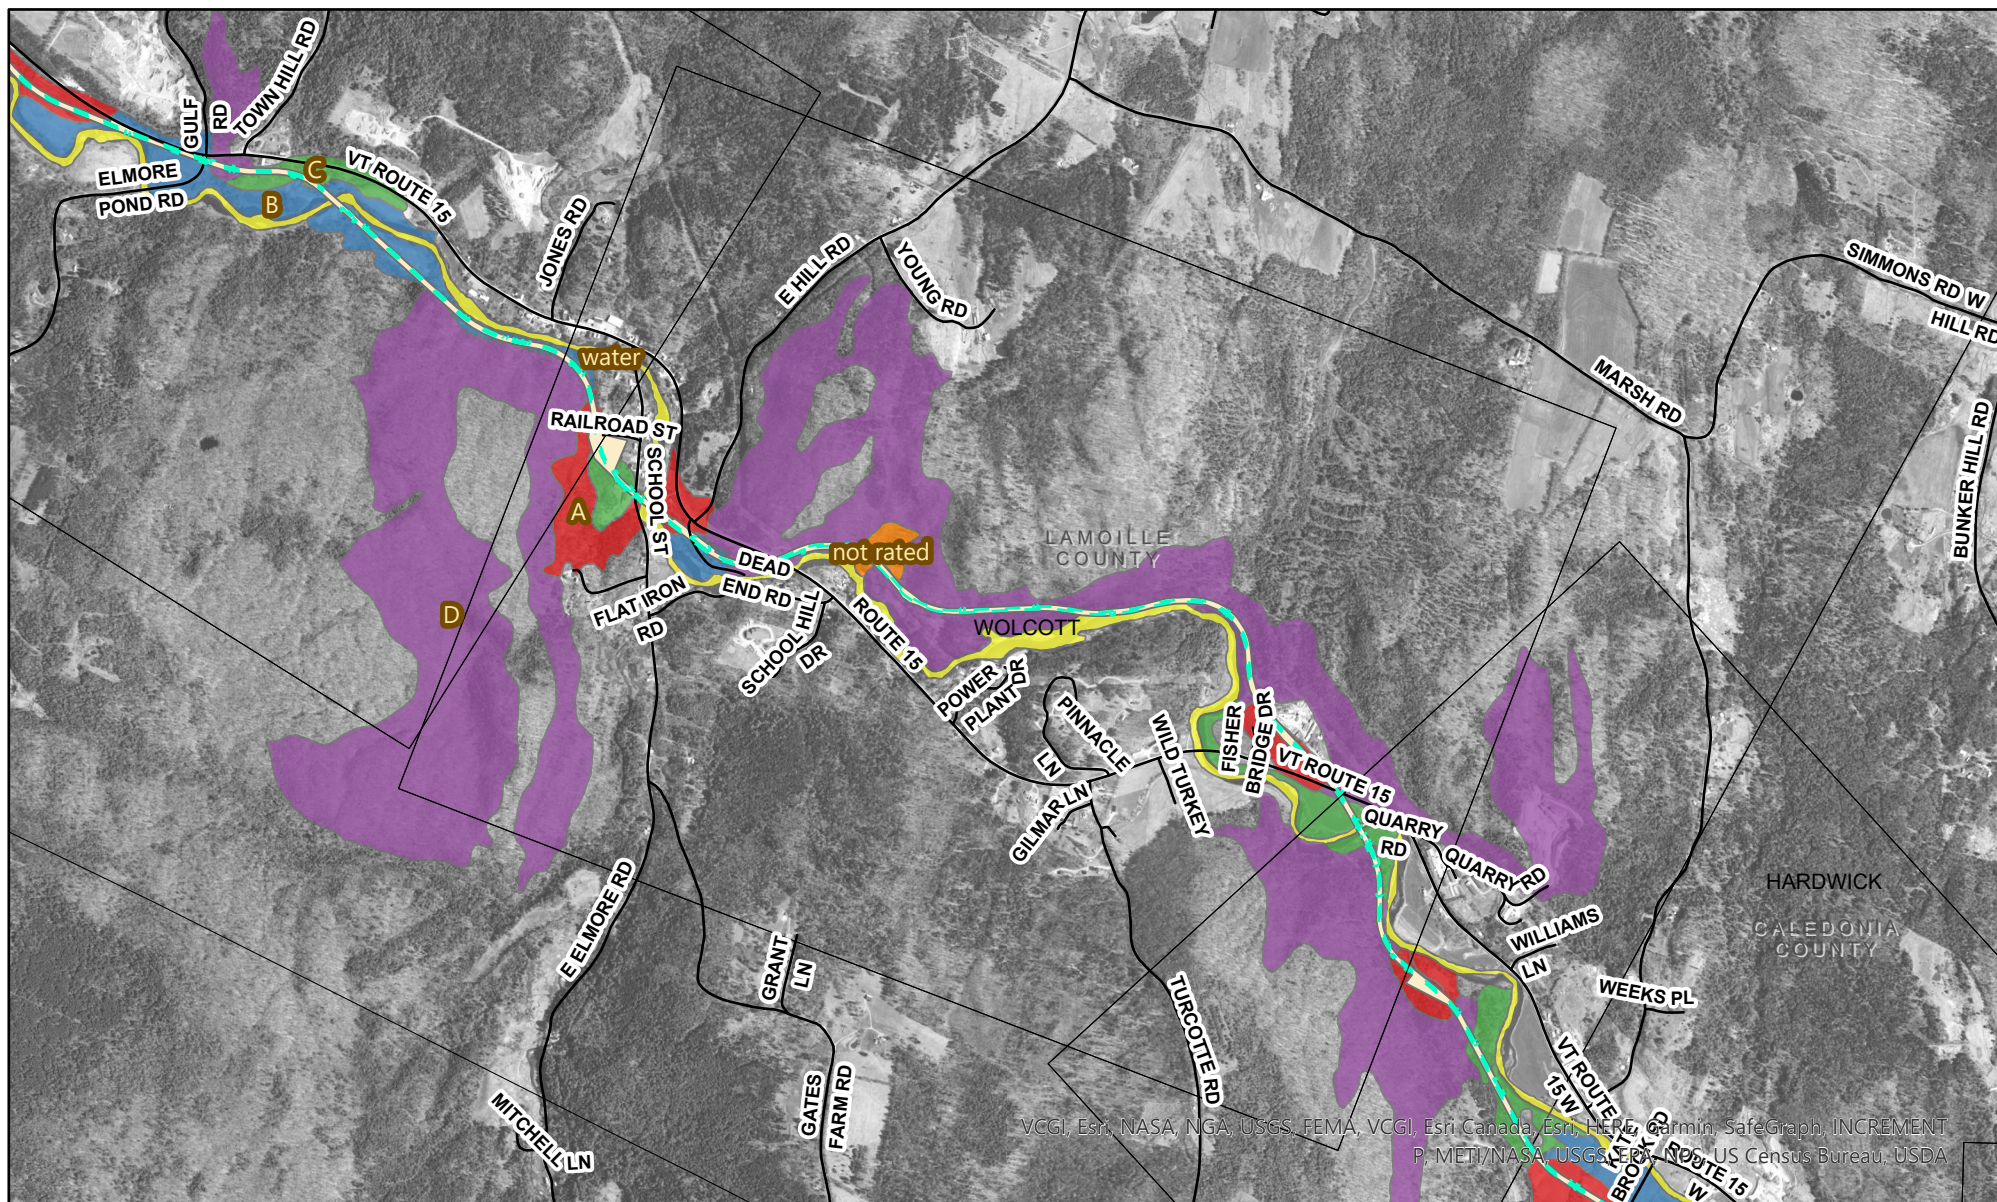 GULF
RD
TOWN HILL RD
ELMORE
POND RD
C
VT ROUTE 15
B
JONES RD
E HILL RD
YOUNG RD
SIMMONS RD W
HILL RD
water
MARSH RD
RAILROAD ST
BUNKER HILL RD
SCHOOL ST
A
not rated
LAMOILLE
COUNTY
DEAD
END RD
FLAT IRON
RD
D
SCHOOL HILL
DR
ROUTE 15
WOLCOTT
POWER
PLANT DR
PINNACLE
LN
WILD TURKEY
FISHER
BRIDGE DR
VT ROUTE 15
GILMAR LN
QUARRY
RD
QUARRY RD
HARDWICK
CALEDONIA
COUNTY
WILLIAMS
LN
WEEKS PL
E ELMORE RD
GRANT
LN
TURCOTTE RD
GATES
FARM RD
MITCHELL LN
VT ROUTE
15 W
KATE
BROOK RD
ROUTE 15
W
VCGI, Esri, NASA, NGA, USGS, FEMA, VCGI, Esri Canada, Esri, HERE, Garmin, SafeGraph, INCREMENT
P, METI/NASA, USGS, EPA, NPS, US Census Bureau, USDA